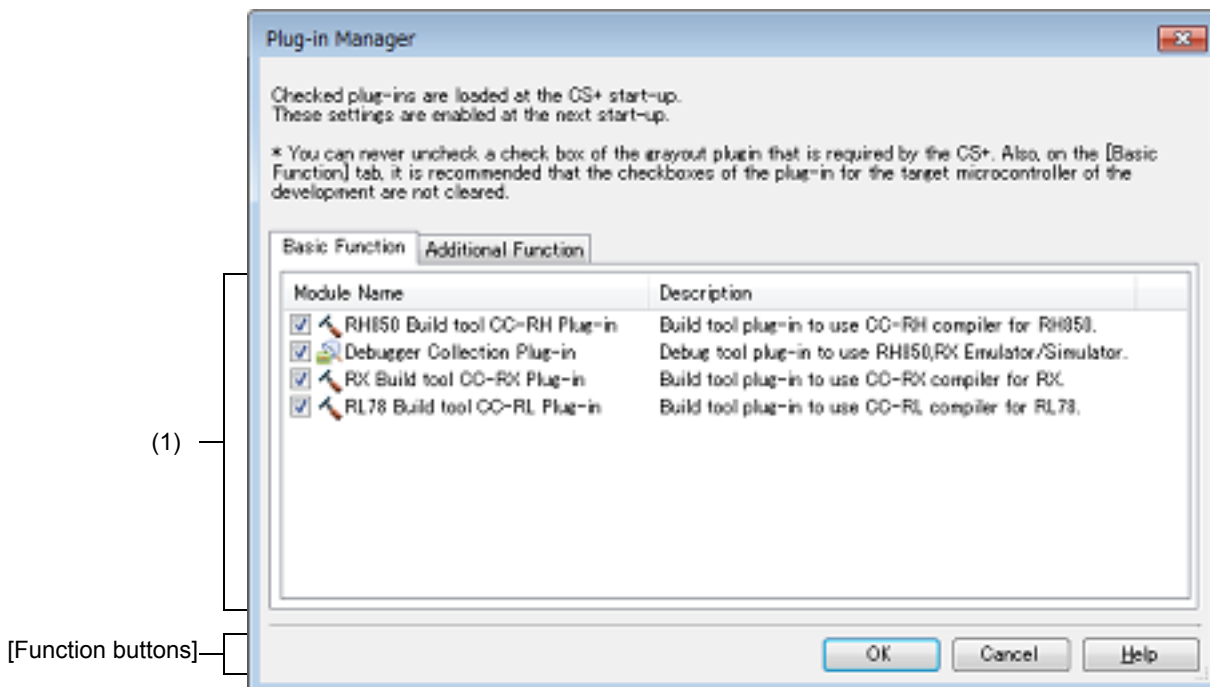 Plug-in Manager
Checked plug-ins are loaded at the CS+ start-up.
These settings are enabled at the next start-up.
* You can never uncheck a check box of the grayout plugin that is required by the CS+. Also, on the [Basic
Function] tab, it is recommended that the checkboxes of the plug-in for the target microcontroller of the
development are not cleared.
Basic Function Additional Function
Module Name Description
RH850 Build tool CC-RH Plug-in Build tool plug-in to use CC-RH compiler for RH850.
Debugger Collection Plug-in Debug tool plug-in to use RH850,RX Emulator/Simulator.
RX Build tool CC-RX Plug-in Build tool plug-in to use CC-RX compiler for RX.
RL78 Build tool CC-RL Plug-in Build tool plug-in to use CC-RL compiler for RL78.
(1)
[Function buttons]
OK Cancel Help